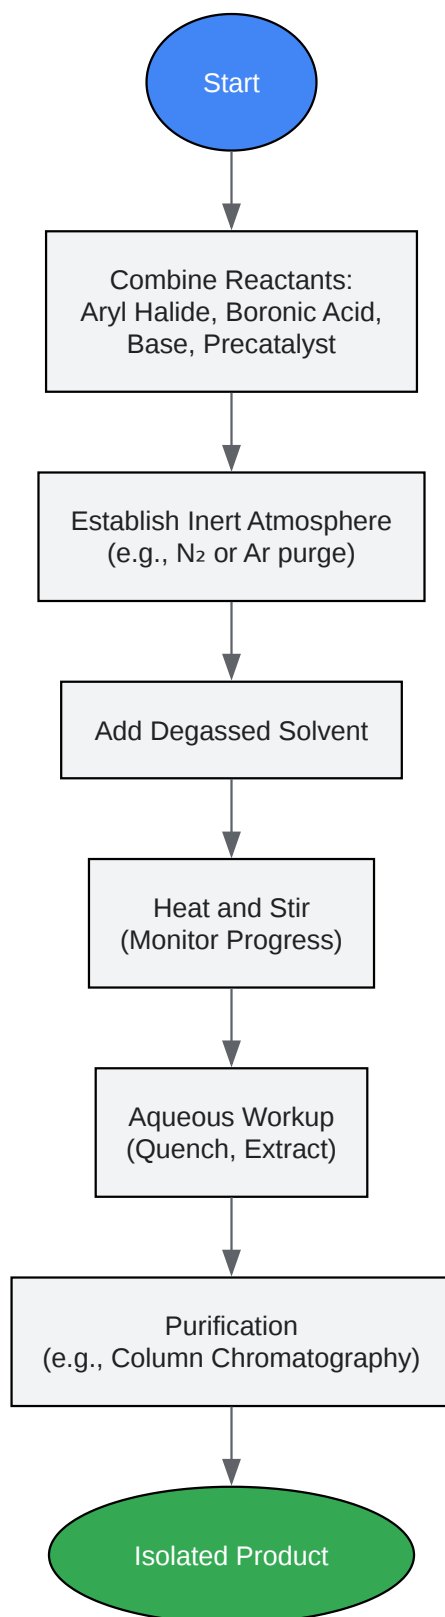 Start
Combine Reactants:
Aryl Halide, Boronic Acid,
Base, Precatalyst
Establish Inert Atmosphere
(e.g., N₂ or Ar purge)
Add Degassed Solvent
Heat and Stir
(Monitor Progress)
Aqueous Workup
(Quench, Extract)
Purification
(e.g., Column Chromatography)
Isolated Product